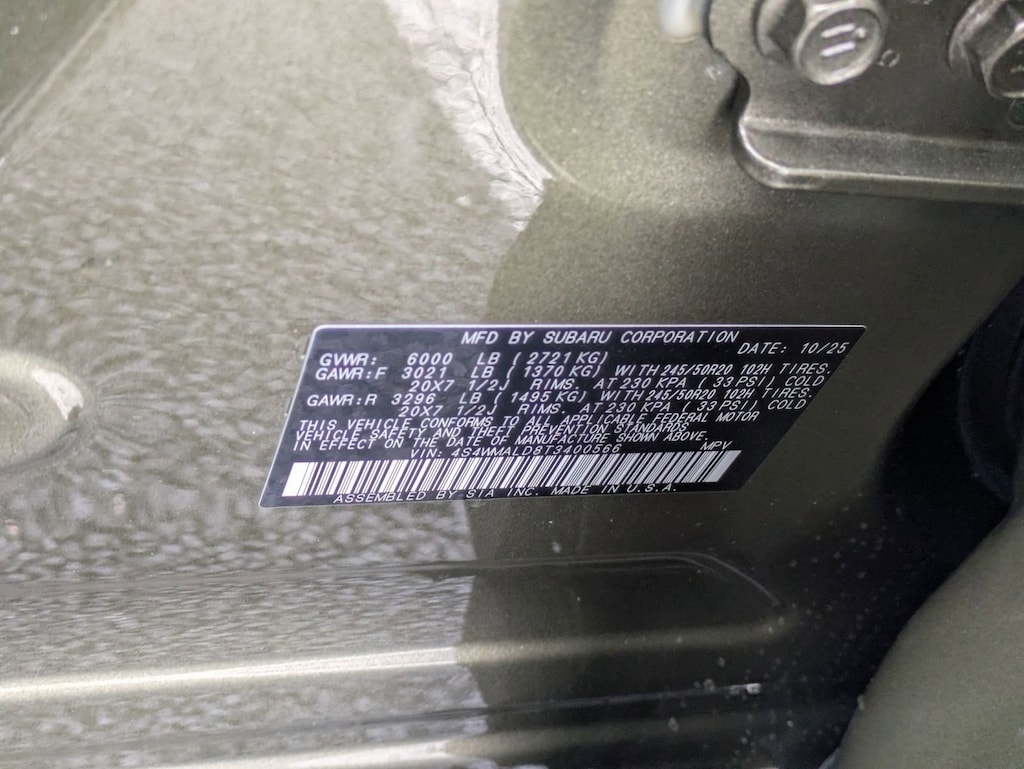 MFD BY SUBARU CORPORATION
DATE: 10/25
GVWR: 6000 LB (2721KG)
GAWR:F 3021 LB (1370 KG) WITH 245/50R20 102H TIRES.
20X7 1/2J RIMS. AT 230 KPA (33 PSI) COLD
GAWR:R 3296 LB (1495 KG) WITH 245/50R20 102H TIRES.
20X7 1/2J RIMS. AT 230 KPA (33 PSI) COLD
THIS VEHICLE CONFORMS TO ALL APPLICABLE FEDERAL MOTOR
VEHICLE SAFETY AND THEFT PREVENTION STANDARDS
IN EFFECT ON THE DATE OF MANUFACTURE SHOWN ABOVE.
VIN: 4S4WMALD8T3400566 MPV
ASSEMBLED BY SIA INC. MADE IN U.S.A.